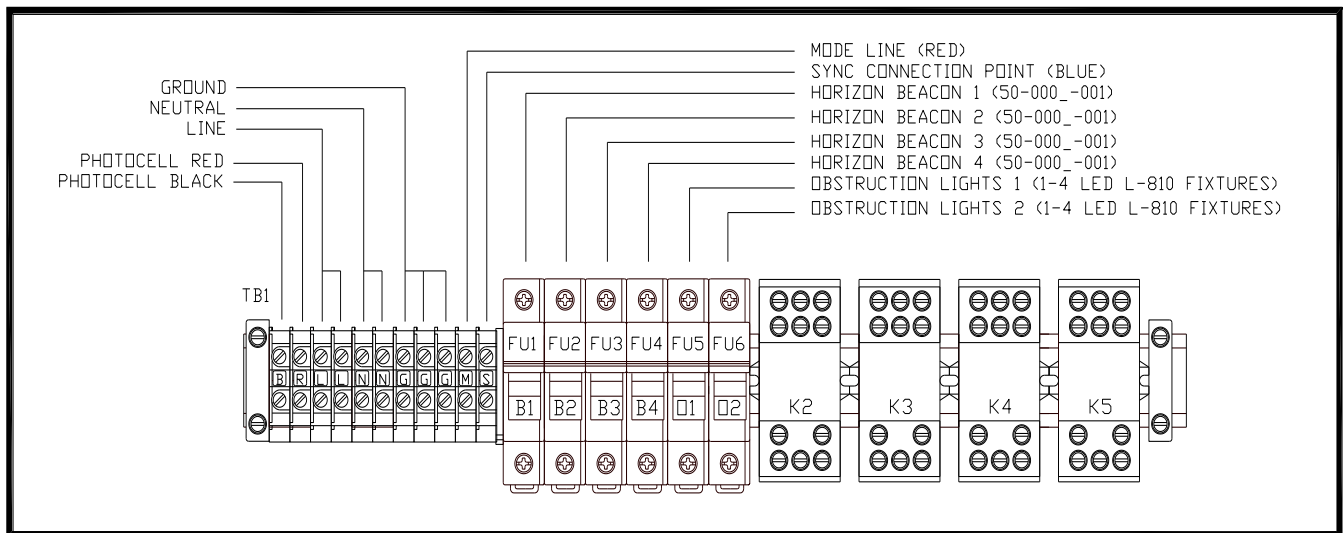 MODE LINE (RED)
SYNC CONNECTION POINT (BLUE)
HORIZON BEACON 1 (50-000_-001)
HORIZON BEACON 2 (50-000_-001)
HORIZON BEACON 3 (50-000_-001)
HORIZON BEACON 4 (50-000_-001)
OBSTRUCTION LIGHTS 1 (1-4 LED L-810 FIXTURES)
OBSTRUCTION LIGHTS 2 (1-4 LED L-810 FIXTURES)
GROUND
NEUTRAL
LINE
PHOTOCELL RED
PHOTOCELL BLACK
TB1
B R L L N N G G G M S
FU1 FU2 FU3 FU4 FU5 FU6
B1 B2 B3 B4 O1 O2
K2 K3 K4 K5